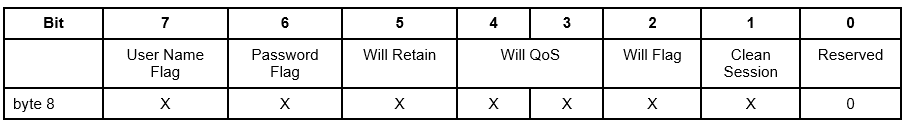 Bit 7 6 5 4 3 2 1 0
User Name Flag Password Flag Will Retain Will QoS Will Flag Clean Session Reserved
byte 8 X X X X X X X 0